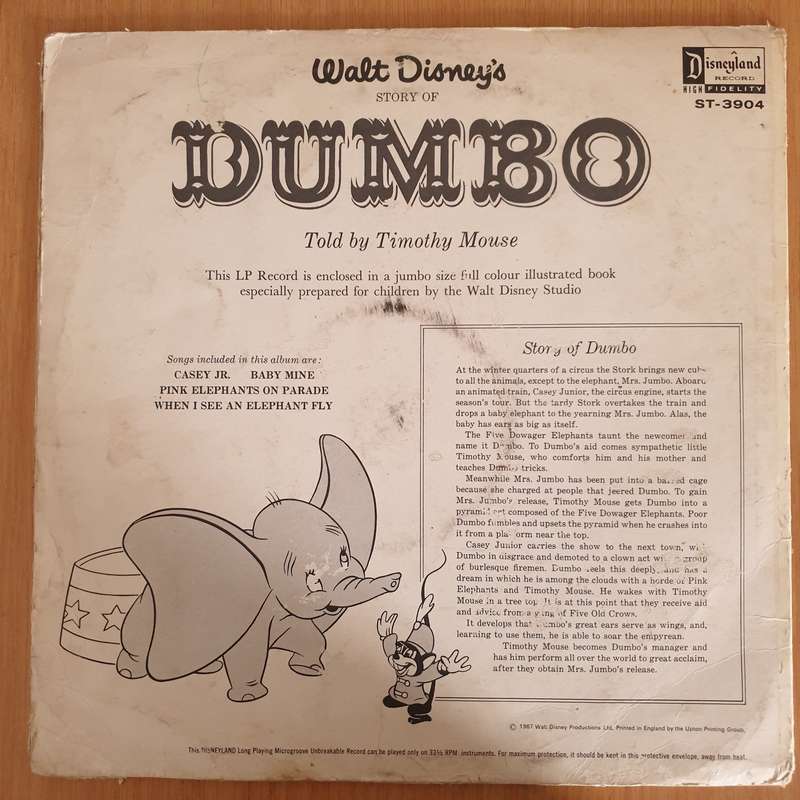 Walt Disney's
STORY OF
DUMBO
Disneyland
RECORD
HIGH FIDELITY
ST-3904
Told by Timothy Mouse
This LP Record is enclosed in a jumbo size full colour illustrated book
especially prepared for children by the Walt Disney Studio
Songs included in this album are:
CASEY JR. BABY MINE
PINK ELEPHANTS ON PARADE
WHEN I SEE AN ELEPHANT FLY
Story of Dumbo
At the winter quarters of a circus the Stork brings new cubs
to all the animals, except to the elephant, Mrs. Jumbo. Aboard
an animated train, Casey Junior, the circus engine, starts the
season's tour. But the tardy Stork overtakes the train and
drops a baby elephant to the yearning Mrs. Jumbo. Alas, the
baby has ears as big as itself.
The Five Dowager Elephants taunt the newcomer and
name it Dumbo. To Dumbo's aid comes sympathetic little
Timothy Mouse, who comforts him and his mother and
teaches Dumbo tricks.
Meanwhile Mrs. Jumbo has been put into a barred cage
because she charged at people that jeered Dumbo. To gain
Mrs. Jumbo's release, Timothy Mouse gets Dumbo into a
pyramid act composed of the Five Dowager Elephants. Poor
Dumbo fumbles and upsets the pyramid when he crashes into
it from a platform near the top.
Casey Junior carries the show to the next town, with
Dumbo in disgrace and demoted to a clown act with a group
of burlesque firemen. Dumbo feels this deeply and has a
dream in which he is among the clouds with a horde of Pink
Elephants and Timothy Mouse. He wakes with Timothy
Mouse in a tree top. It is at this point that they receive aid
and advice from a gang of Five Old Crows.
It develops that Dumbo's great ears serve as wings, and,
learning to use them, he is able to soar the empyrean.
Timothy Mouse becomes Dumbo's manager and
has him perform all over the world to great acclaim,
after they obtain Mrs. Jumbo's release.
© 1967 Walt Disney Productions Ltd. Printed in England by the Upton Printing Group.
This DISNEYLAND Long Playing Microgroove Unbreakable Record can be played only on 33⅓ RPM instruments. For maximum protection, it should be kept in this protective envelope, away from heat.